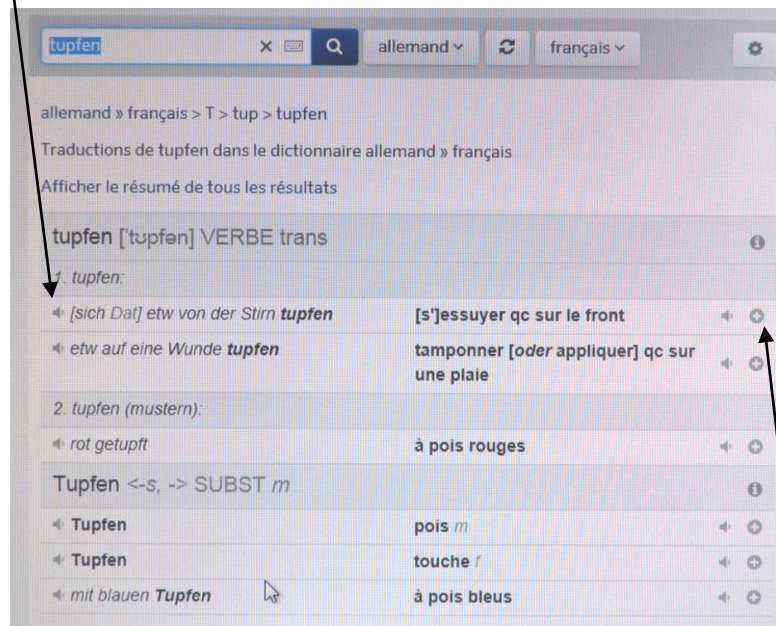 tupfen
allemand
français
allemand » français > T > tup > tupfen
Traductions de tupfen dans le dictionnaire allemand » français
Afficher le résumé de tous les résultats
tupfen ['tʊpfən] VERBE trans
1. tupfen:
[sich Dat] etw von der Stirn tupfen [s']essuyer qc sur le front
etw auf eine Wunde tupfen tamponner [oder appliquer] qc sur
une plaie
2. tupfen (mustern):
rot getupft à pois rouges
Tupfen <-s, -> SUBST m
Tupfen pois m
Tupfen touche f
mit blauen Tupfen à pois bleus